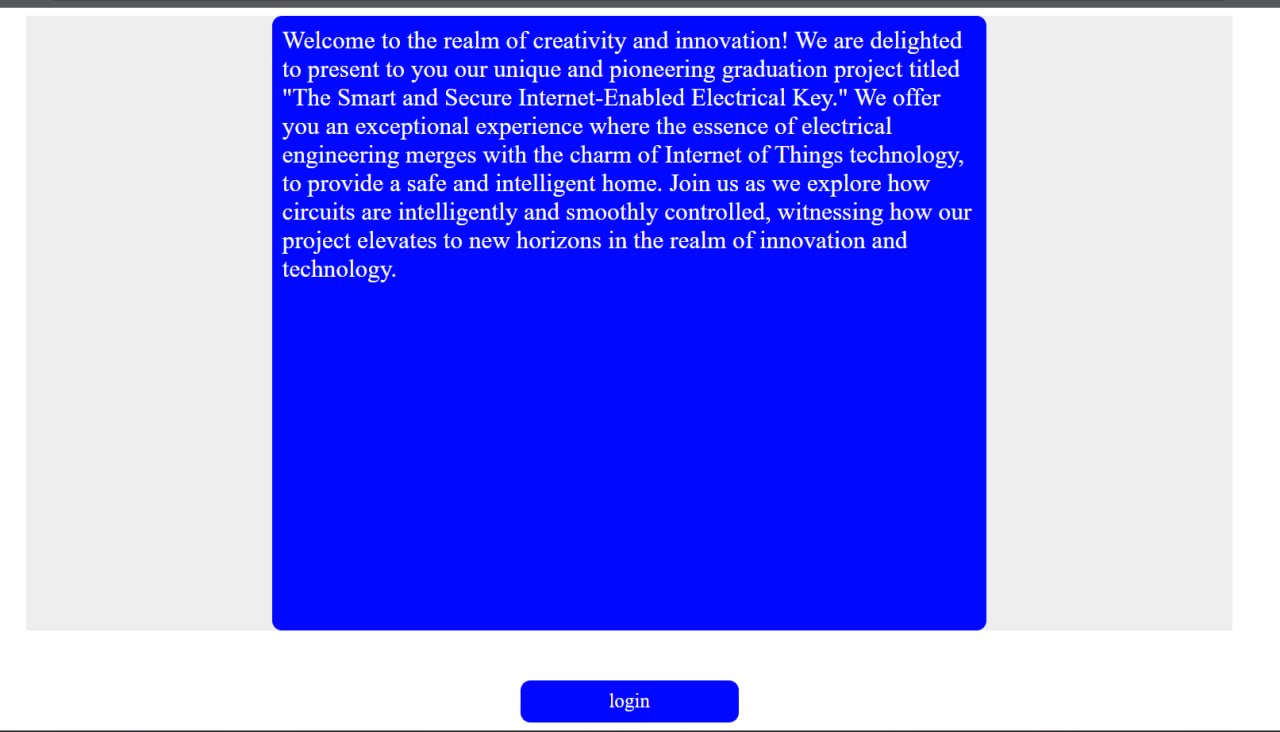 Welcome to the realm of creativity and innovation! We are delighted
to present to you our unique and pioneering graduation project titled
"The Smart and Secure Internet-Enabled Electrical Key." We offer
you an exceptional experience where the essence of electrical
engineering merges with the charm of Internet of Things technology,
to provide a safe and intelligent home. Join us as we explore how
circuits are intelligently and smoothly controlled, witnessing how our
project elevates to new horizons in the realm of innovation and
technology.
login